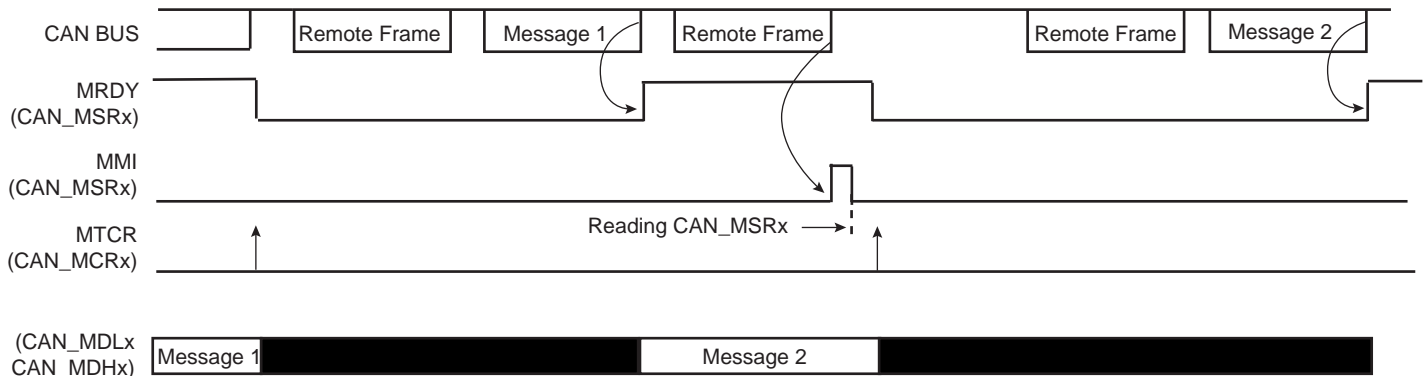 CAN BUS
Remote Frame
Message 1
Remote Frame
Remote Frame
Message 2
MRDY
(CAN_MSRx)
MMI
(CAN_MSRx)
Reading CAN_MSRx
MTCR
(CAN_MCRx)
(CAN_MDLx
CAN_MDHx)
Message 1
Message 2